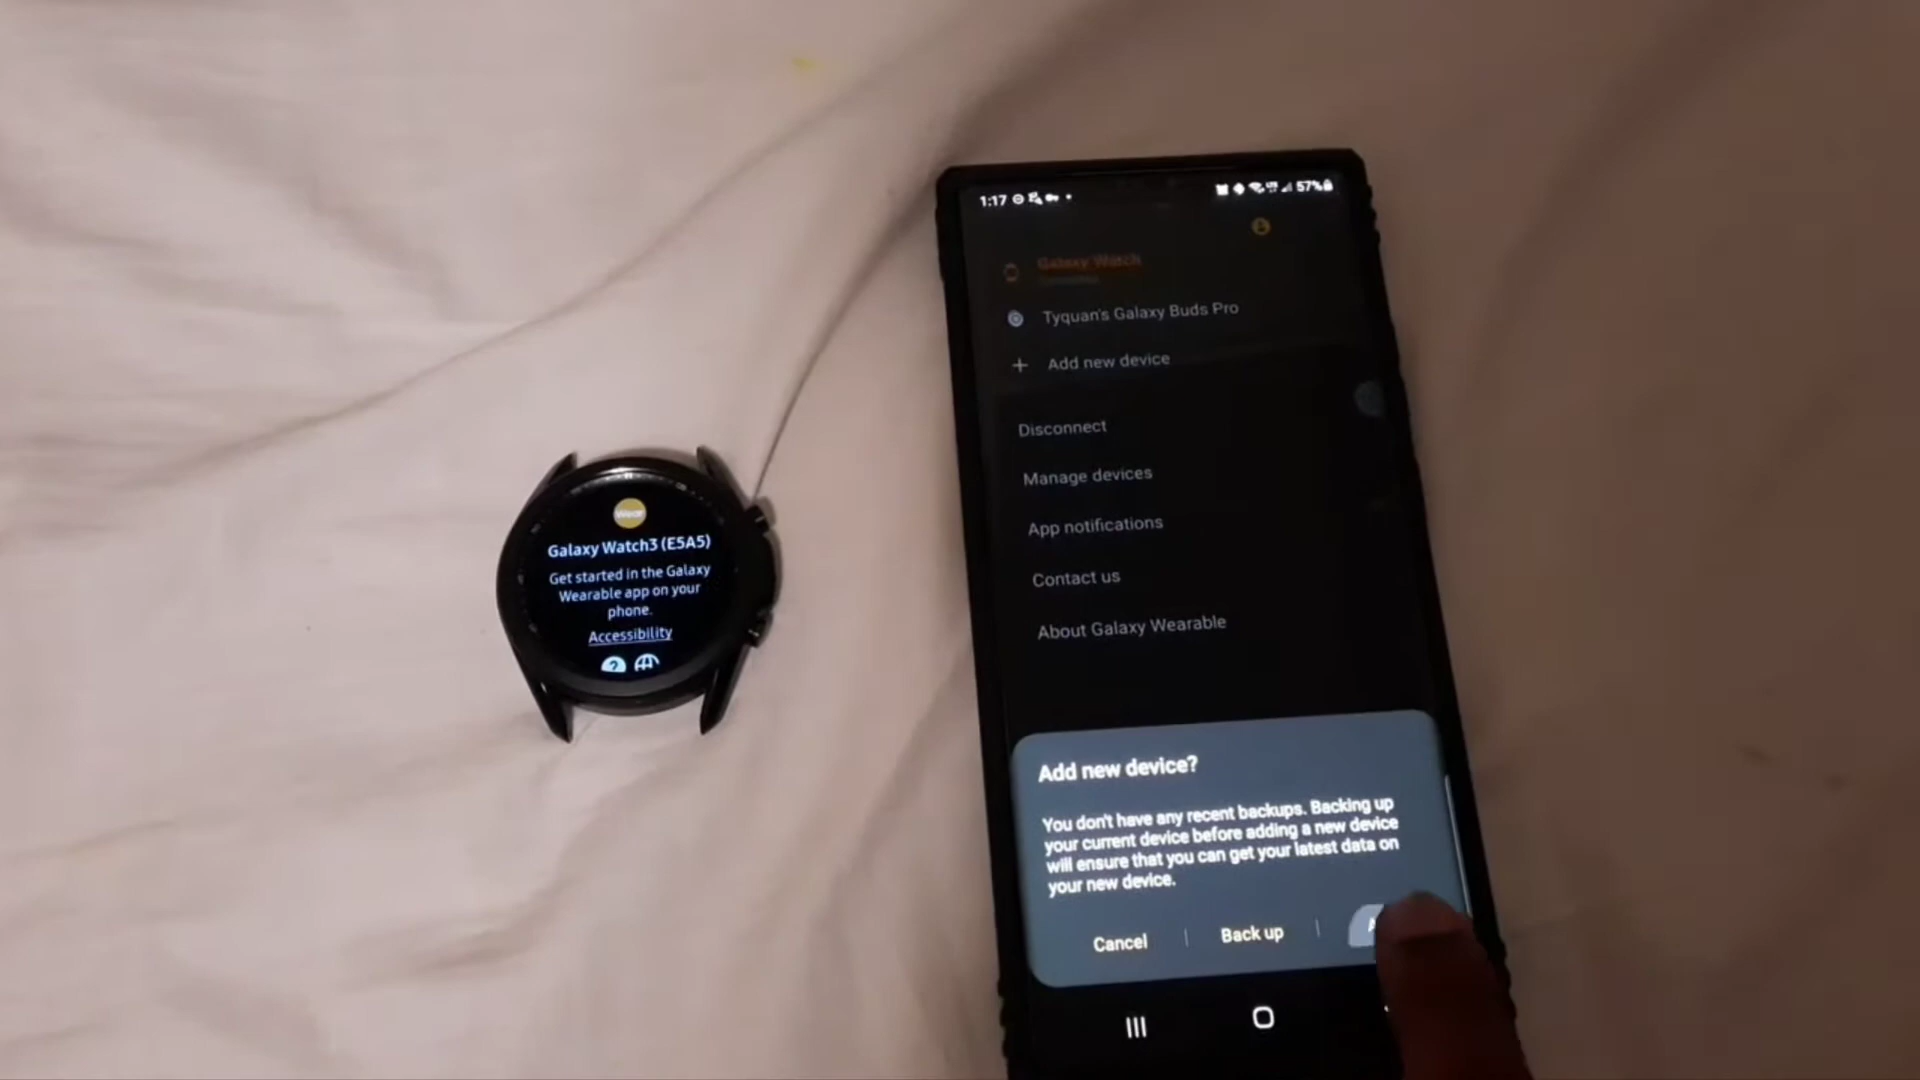 Wear
Galaxy Watch3 (E5A5)
Get started in the Galaxy
Wearable app on your
phone.
Accessibility
1:17
57%
Galaxy Watch
Tyquan's Galaxy Buds Pro
Add new device
Disconnect
Manage devices
App notifications
Contact us
About Galaxy Wearable
Add new device?
You don't have any recent backups. Backing up
your current device before adding a new device
will ensure that you can get your latest data on
your new device.
Cancel
Back up